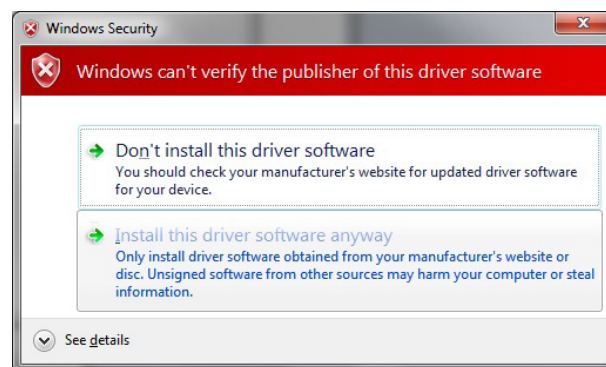 Windows Security
Windows can't verify the publisher of this driver software
Don't install this driver software
You should check your manufacturer's website for updated driver software
for your device.
Install this driver software anyway
Only install driver software obtained from your manufacturer's website or
disc. Unsigned software from other sources may harm your computer or steal
information.
See details